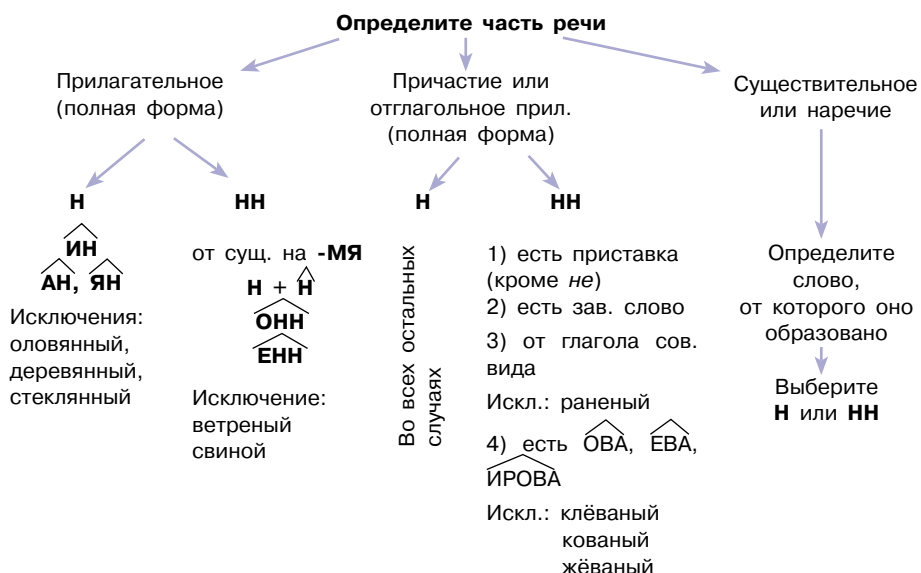 Определите часть речи
Прилагательное
(полная форма)
Н
ИН
АН, ЯН
Исключения:
оловянный,
деревянный,
стеклянный
НН
от сущ. на -МЯ
Н + Н
ОНН
ЕНН
Исключение:
ветреный
свиной
Причастие или
отглагольное прил.
(полная форма)
Н
Во всех остальных
случаях
НН
1) есть приставка
(кроме не)
2) есть зав. слово
3) от глагола сов.
вида
Искл.: раненый
4) есть ОВА, ЕВА,
ИРОВА
Искл.: клёваный
кованый
жёваный
Существительное
или наречие
Определите
слово,
от которого оно
образовано
Выберите
Н или НН